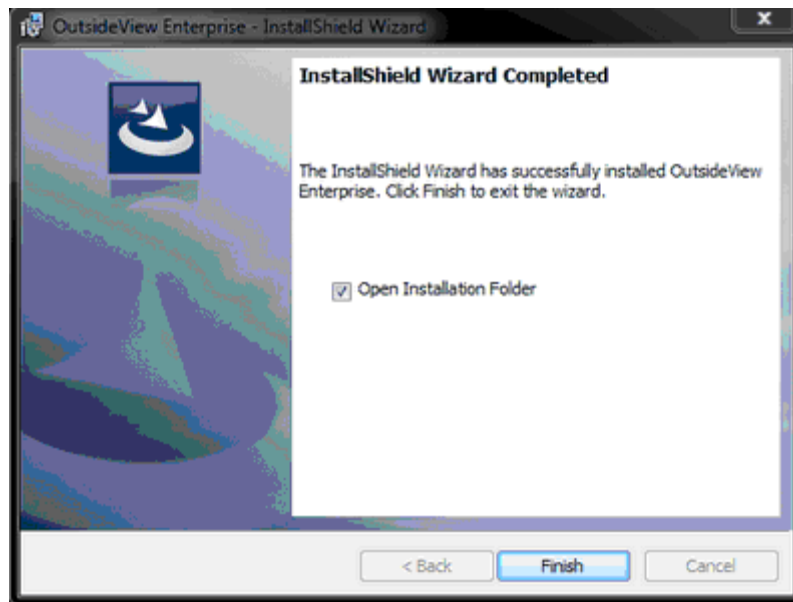 OutsideView Enterprise - InstallShield Wizard
InstallShield Wizard Completed
The InstallShield Wizard has successfully installed OutsideView
Enterprise. Click Finish to exit the wizard.
Open Installation Folder
< Back Finish Cancel